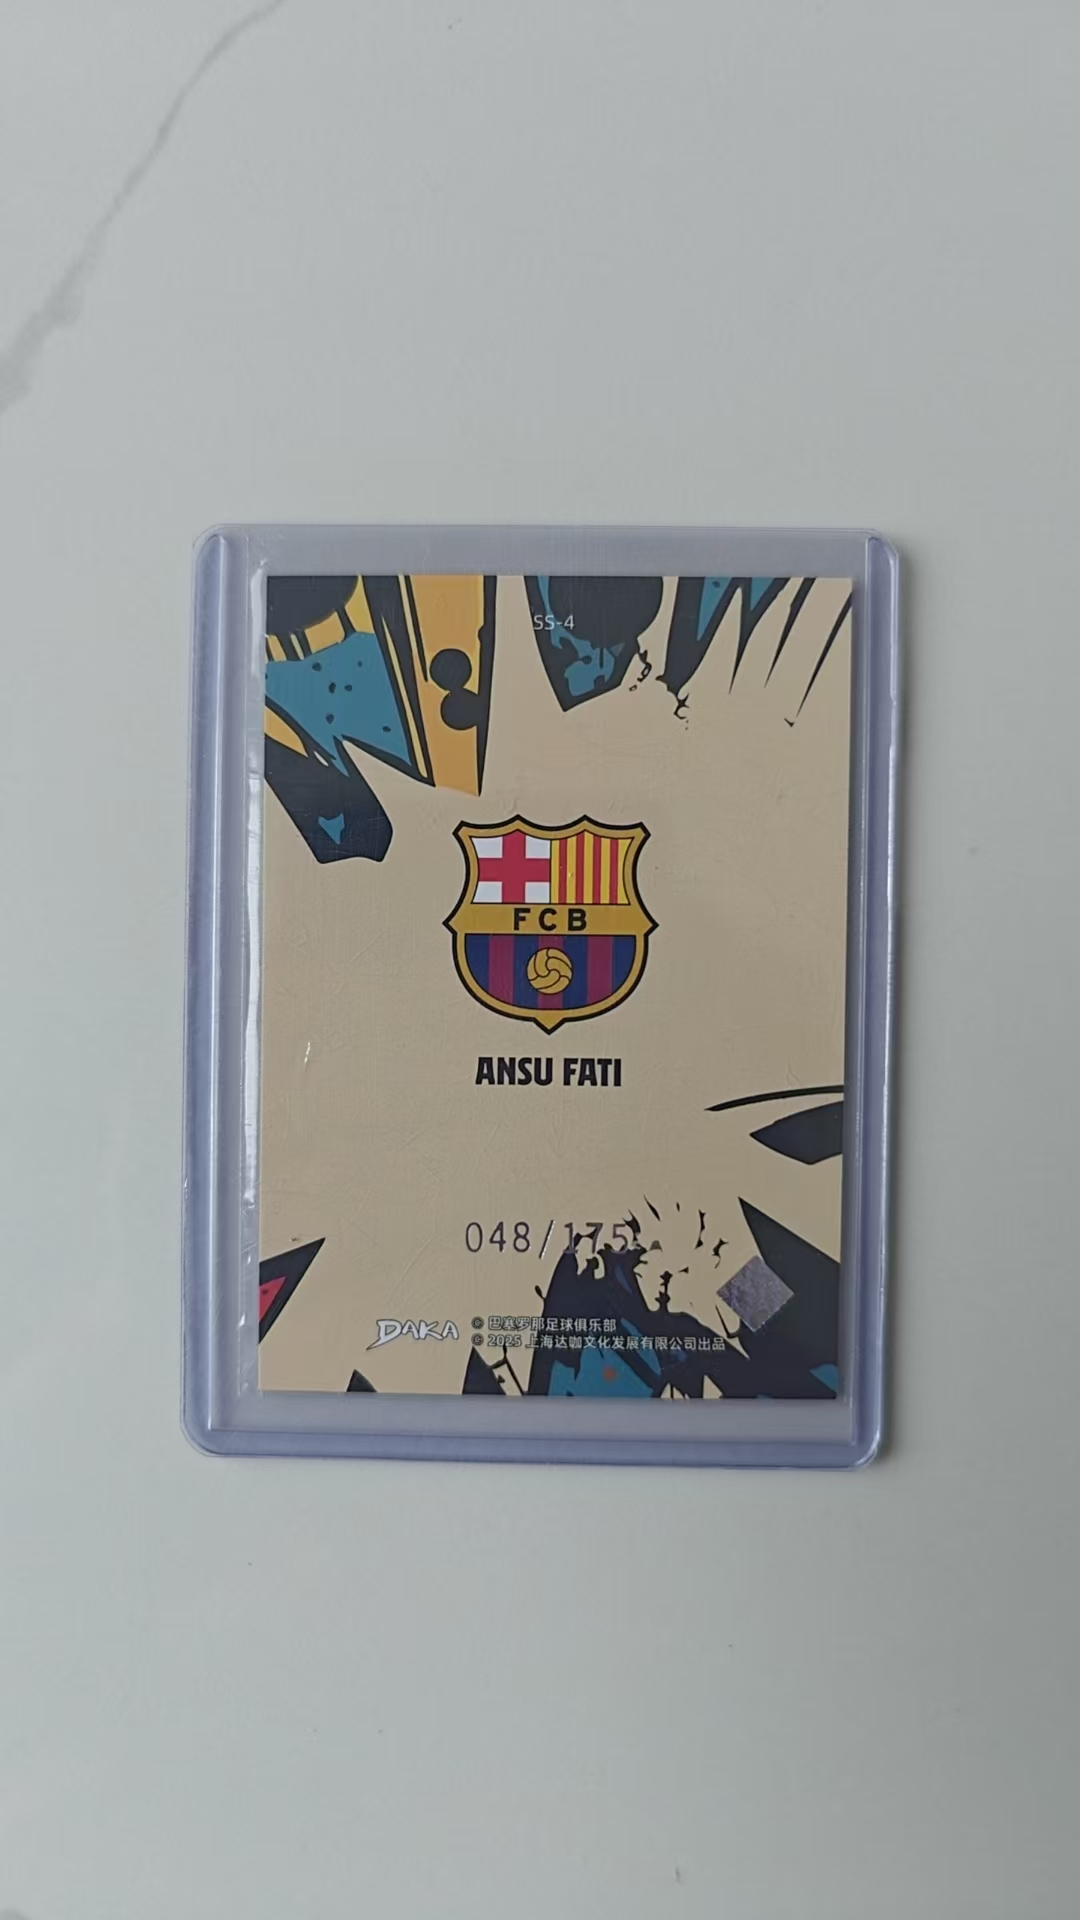 SS-4
FCB
ANSU FATI
048/175
DAKA
© 巴塞罗那足球俱乐部
© 2025 上海达咖文化发展有限公司出品